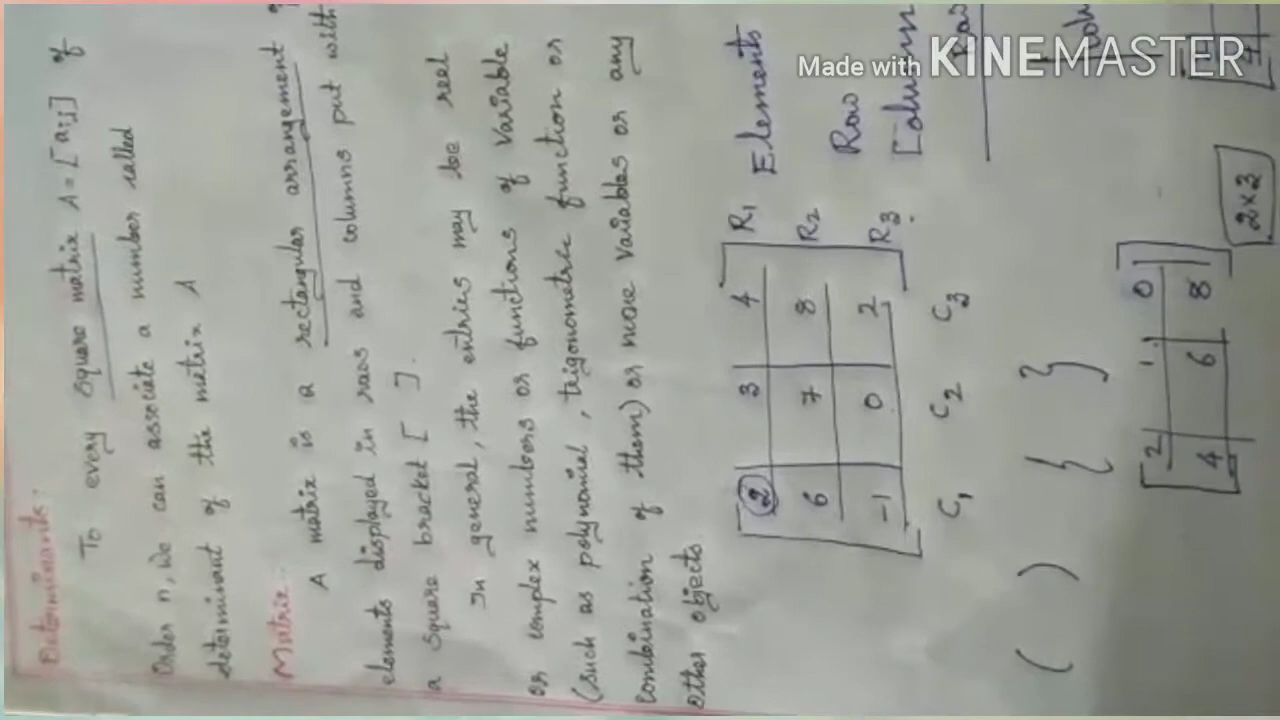 Determinants:
To every square matrix A = [aij] of
Order n, we can associate a number called
determinant of the matrix A
Matrix:
A matrix is a rectangular arrangement
elements displayed in raws and columns put with
a square bracket [ ].
In general, the entries may be reel
or complex numbers or functions of variable
(such as polynomial, trigonometric function or
combination of them) or more variables or any
other objects
[ 2 3 4 ] R1 Elements
6 7 8 R2 Row
-1 0 2 R3 [Column
C1 C2 C3 Raw
( ) { }
[ 2 1 0
4 6 8 ] 2×3
Made with KINEMASTER